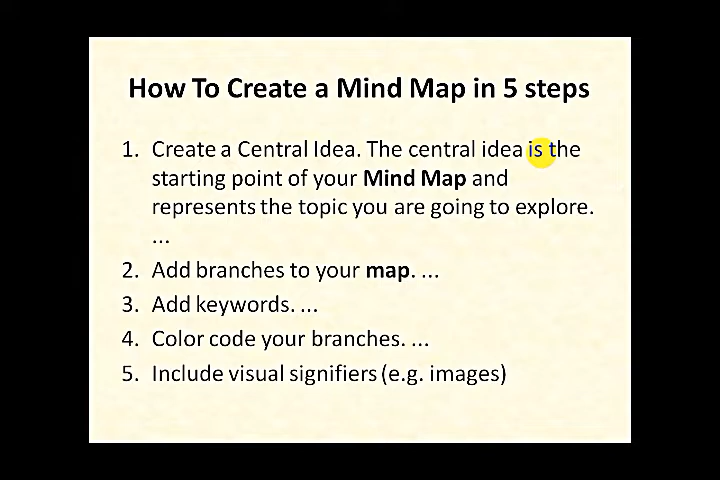 How To Create a Mind Map in 5 steps
1. Create a Central Idea. The central idea is the
starting point of your Mind Map and
represents the topic you are going to explore.
...
2. Add branches to your map. ...
3. Add keywords. ...
4. Color code your branches. ...
5. Include visual signifiers (e.g. images)